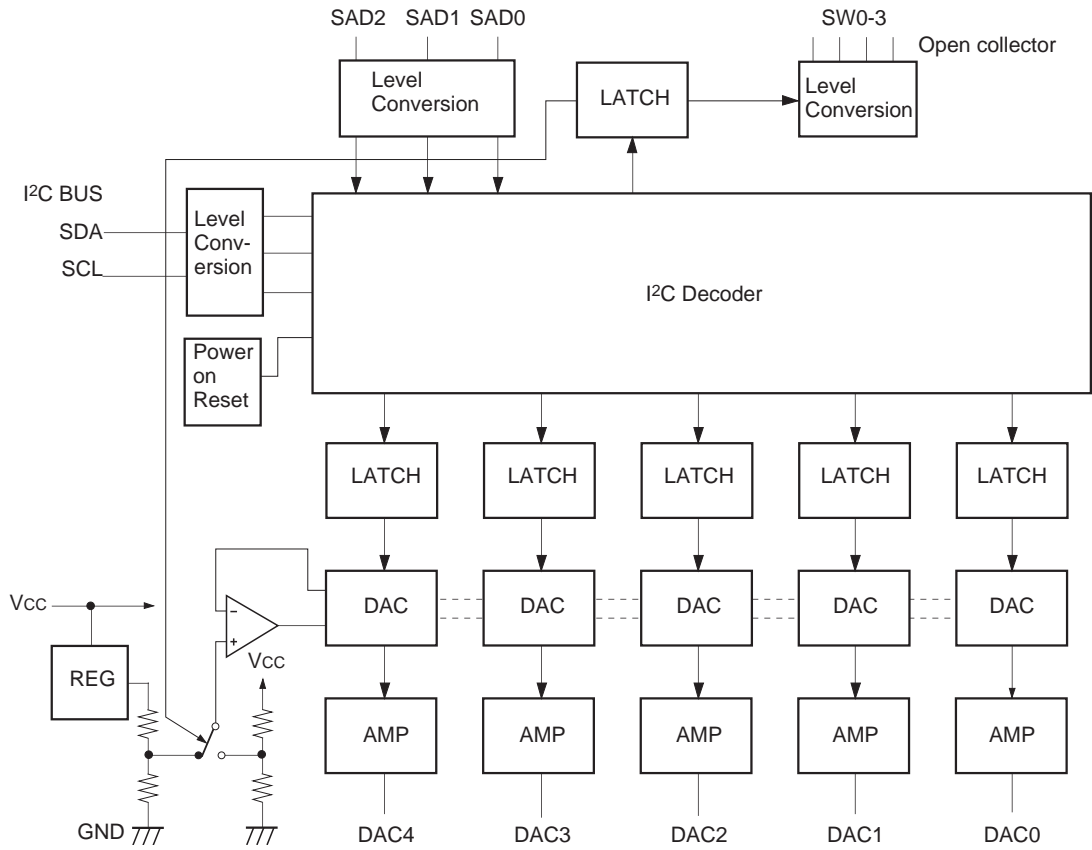 SAD2 SAD1 SAD0
SW0-3
Open collector
Level
Conversion
LATCH
Level
Conversion
I²C BUS
SDA
SCL
Level
Conv-
ersion
I²C Decoder
Power
on
Reset
LATCH LATCH LATCH LATCH LATCH
VCC
−
+
DAC DAC DAC DAC DAC
REG
VCC
AMP AMP AMP AMP AMP
GND
DAC4 DAC3 DAC2 DAC1 DAC0